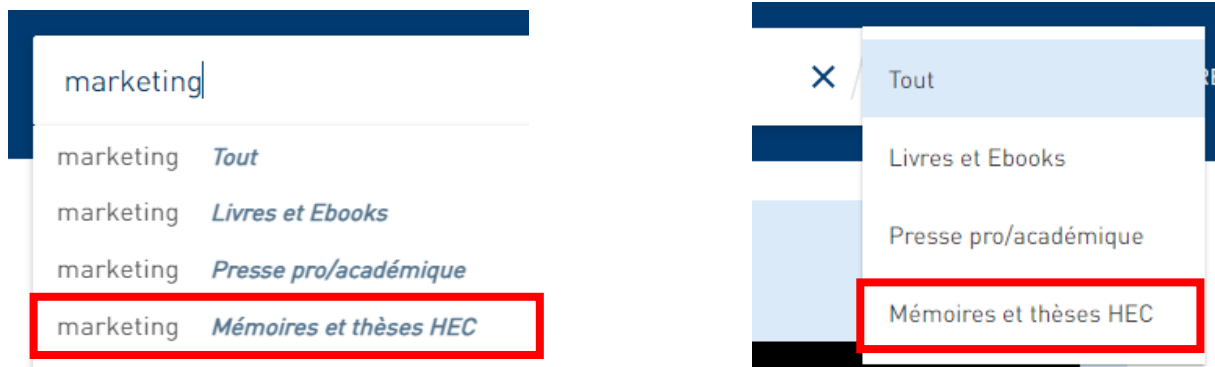 marketing
marketing Tout
marketing Livres et Ebooks
marketing Presse pro/académique
marketing Mémoires et thèses HEC
Tout
Livres et Ebooks
Presse pro/académique
Mémoires et thèses HEC